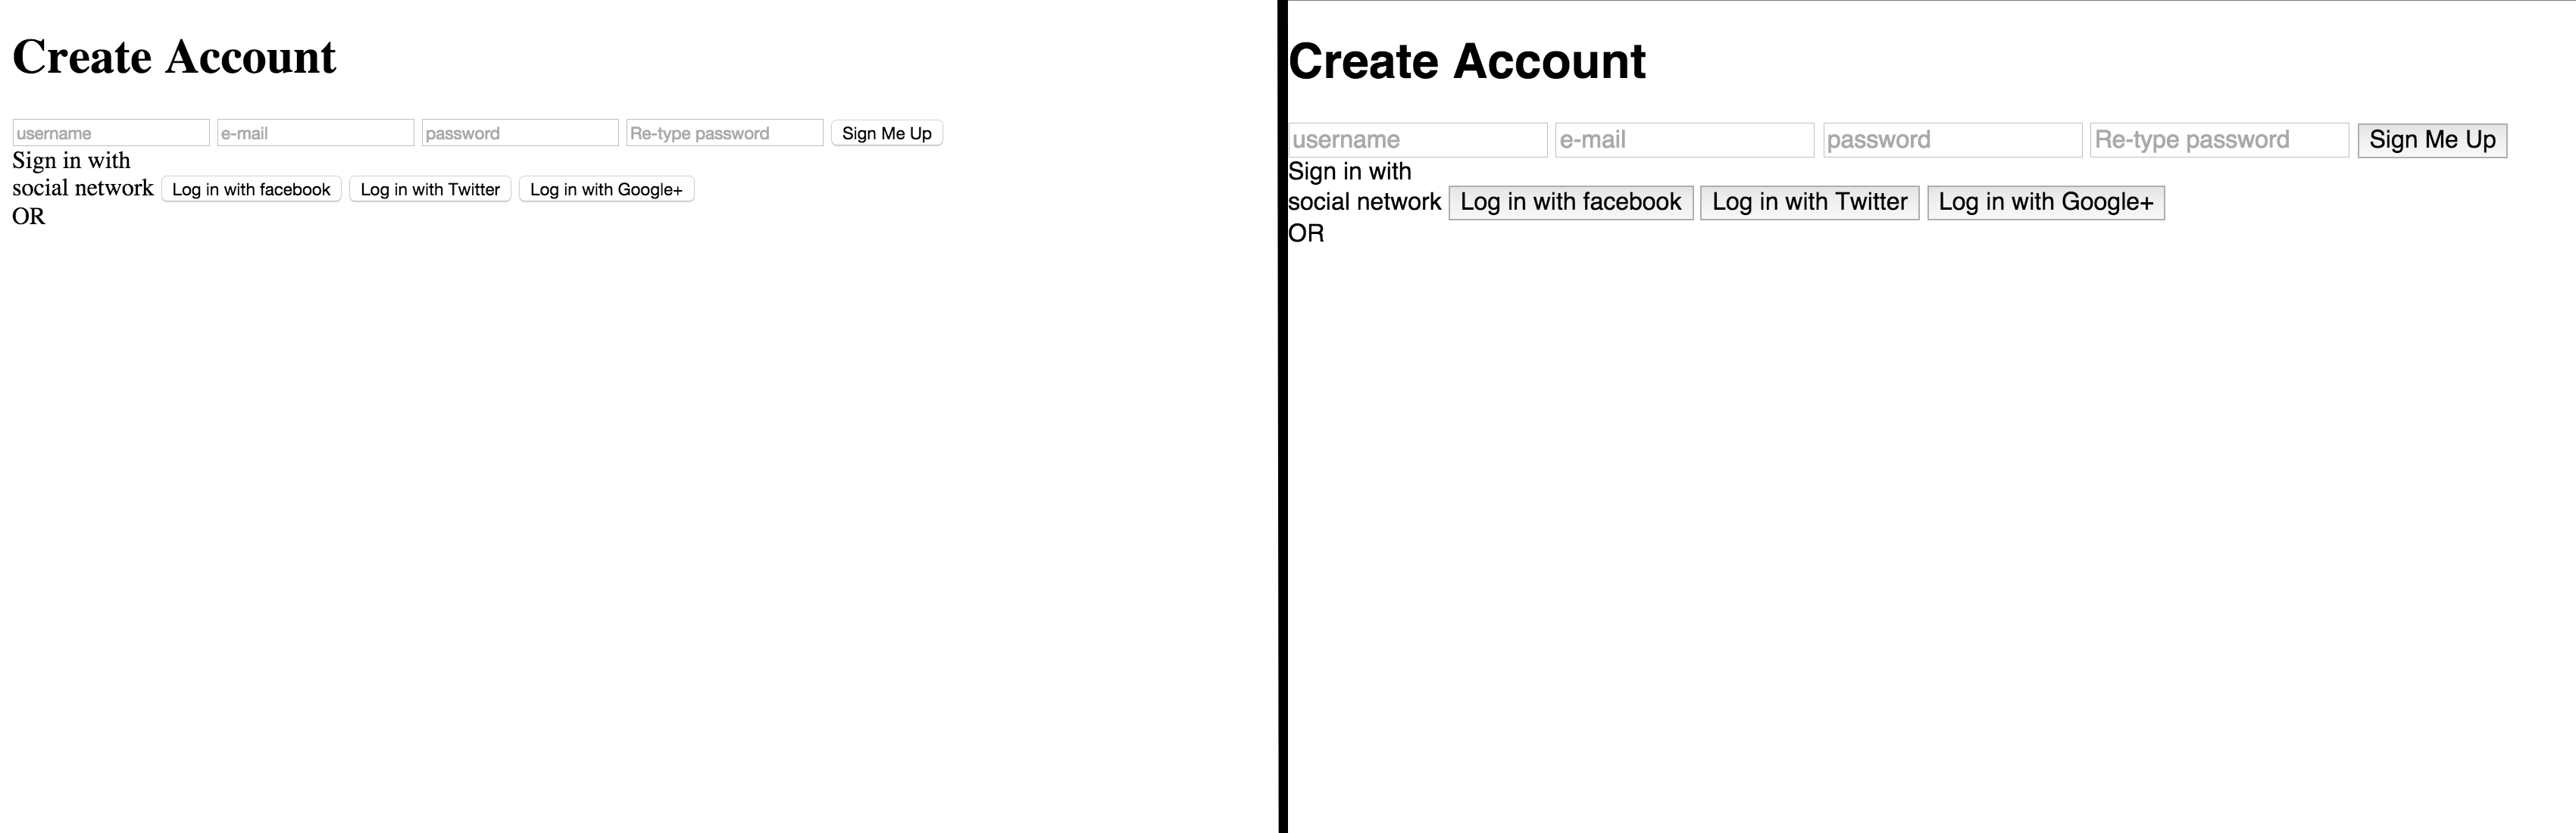 Create Account
username e-mail password Re-type password Sign Me Up
Sign in with
social network Log in with facebook Log in with Twitter Log in with Google+
OR
Create Account
username e-mail password Re-type password Sign Me Up
Sign in with
social network Log in with facebook Log in with Twitter Log in with Google+
OR